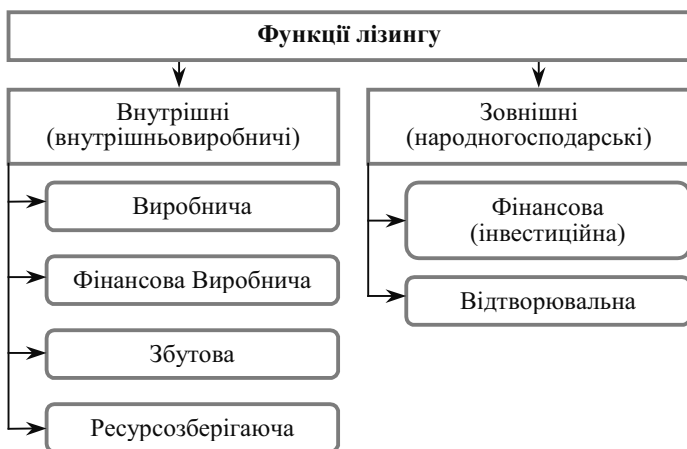 Функції лізингу
Внутрішні
(внутрішньовиробничі)
Виробнича
Фінансова Виробнича
Збутова
Ресурсозберігаюча
Зовнішні
(народногосподарські)
Фінансова
(інвестиційна)
Відтворювальна